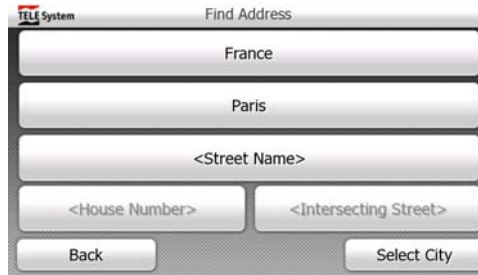 TELE System Find Address
France
Paris
<Street Name>
<House Number> <Intersecting Street>
Back Select City